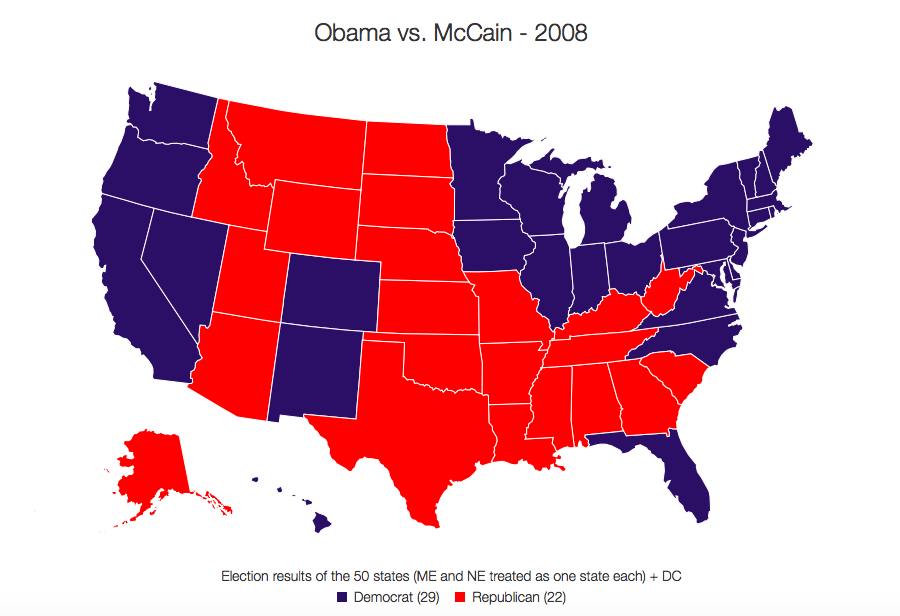 Obama vs. McCain - 2008
Election results of the 50 states (ME and NE treated as one state each) + DC
Democrat (29) Republican (22)